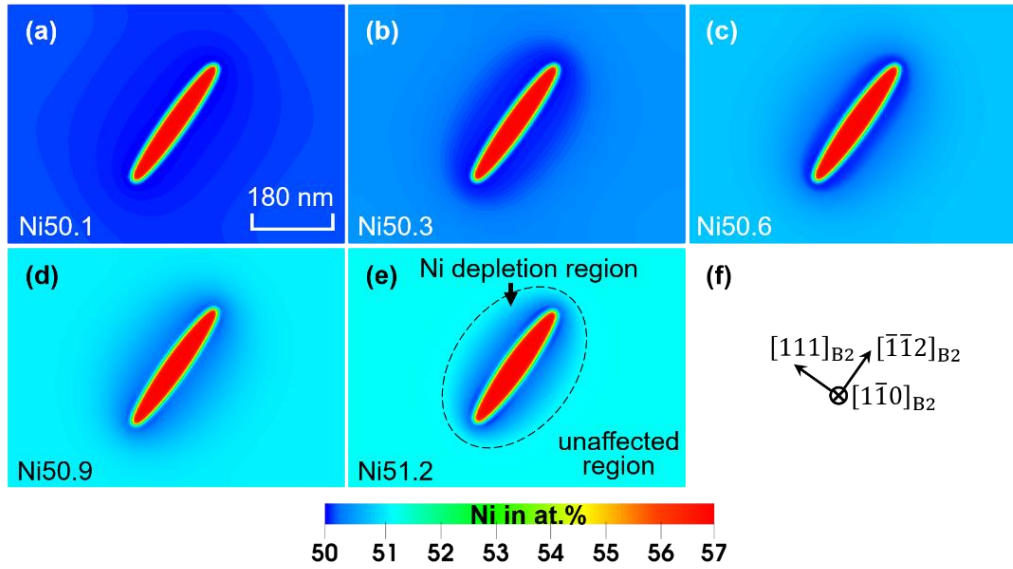 (a)
180 nm
Ni50.1
(b)
Ni50.3
(c)
Ni50.6
(d)
Ni50.9
(e)
Ni depletion region
unaffected
region
Ni51.2
(f)
[111]B2
[1̅1̅2]B2
[11̅0]B2
Ni in at.%
50 51 52 53 54 55 56 57